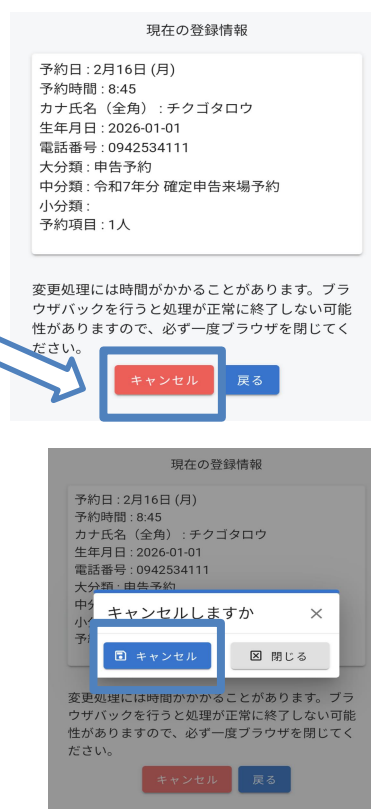 現在の登録情報
予約日 : 2月16日 (月)
予約時間 : 8:45
カナ氏名（全角） : チクゴタロウ
生年月日 : 2026-01-01
電話番号 : 0942534111
大分類 : 申告予約
中分類 : 令和7年分 確定申告来場予約
小分類 :
予約項目 : 1人
変更処理には時間がかかることがあります。ブラ
ウザバックを行うと処理が正常に終了しない可能
性がありますので、必ず一度ブラウザを閉じてく
ださい。
キャンセル 戻る
現在の登録情報
予約日 : 2月16日 (月)
予約時間 : 8:45
カナ氏名（全角） : チクゴタロウ
生年月日 : 2026-01-01
電話番号 : 0942534111
大分類 : 申告予約
中
小
予
キャンセルしますか ×
キャンセル 閉じる
変更処理には時間がかかることがあります。ブラ
ウザバックを行うと処理が正常に終了しない可能
性がありますので、必ず一度ブラウザを閉じてく
ださい。
キャンセル 戻る